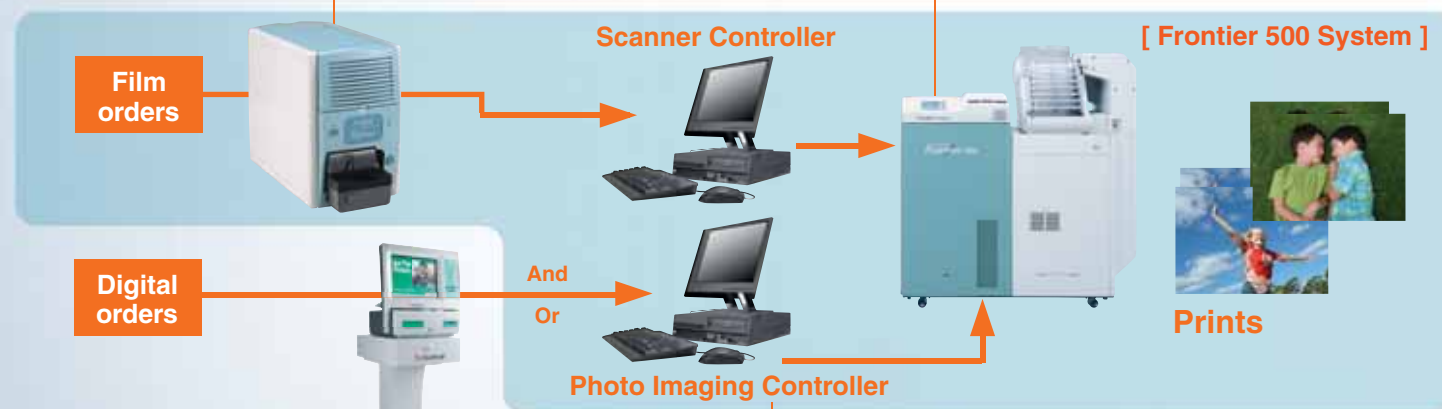 Scanner Controller
[ Frontier 500 System ]
Film
orders
Digital
orders
And
Or
Prints
Photo Imaging Controller